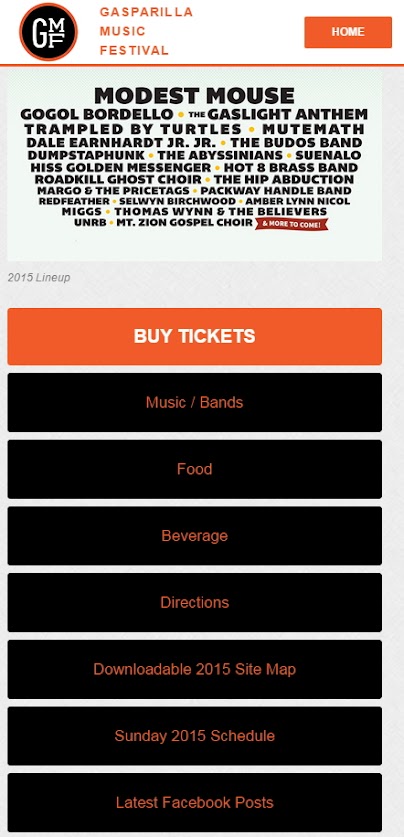 GMF
GASPARILLA
MUSIC
FESTIVAL
HOME
MODEST MOUSE
GOGOL BORDELLO • THE GASLIGHT ANTHEM
TRAMPLED BY TURTLES • MUTEMATH
DALE EARNHARDT JR. JR. • THE BUDOS BAND
DUMPSTAPHUNK • THE ABYSSINIANS • SUENALO
HISS GOLDEN MESSENGER • HOT 8 BRASS BAND
ROADKILL GHOST CHOIR • THE HIP ABDUCTION
MARGO & THE PRICETAGS • PACKWAY HANDLE BAND
REDFEATHER • SELWYN BIRCHWOOD • AMBER LYNN NICOL
MIGGS • THOMAS WYNN & THE BELIEVERS
UNRB • MT. ZION GOSPEL CHOIR & MORE TO COME!
2015 Lineup
BUY TICKETS
Music / Bands
Food
Beverage
Directions
Downloadable 2015 Site Map
Sunday 2015 Schedule
Latest Facebook Posts